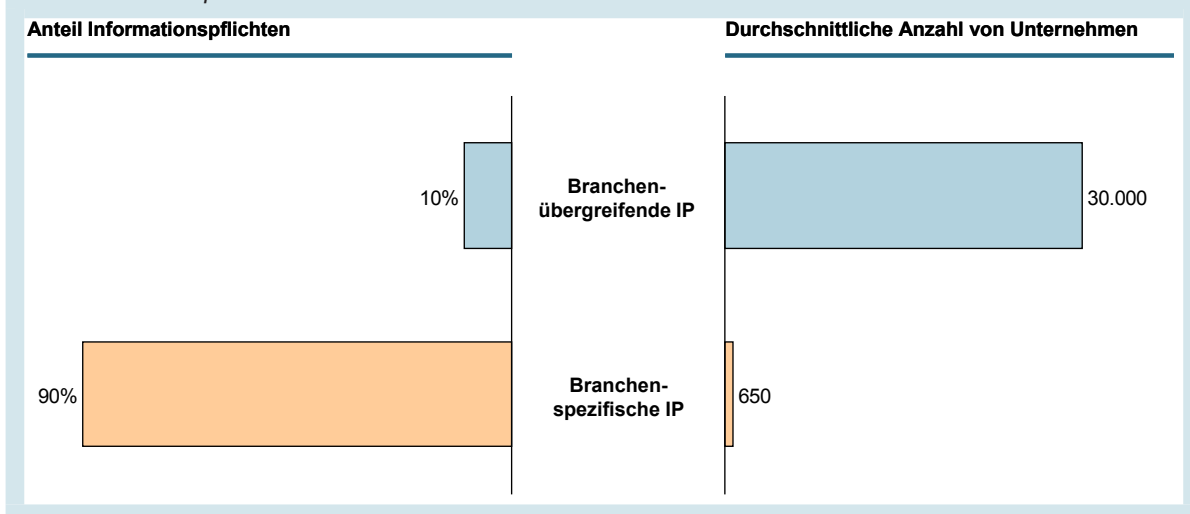 Anteil Informationspflichten
Durchschnittliche Anzahl von Unternehmen
10%
Branchen-
übergreifende IP
30.000
90%
Branchen-
spezifische IP
650